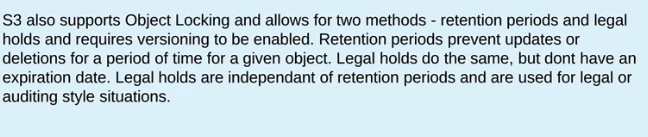 S3 also supports Object Locking and allows for two methods - retention periods and legal
holds and requires versioning to be enabled. Retention periods prevent updates or
deletions for a period of time for a given object. Legal holds do the same, but dont have an
expiration date. Legal holds are independant of retention periods and are used for legal or
auditing style situations.